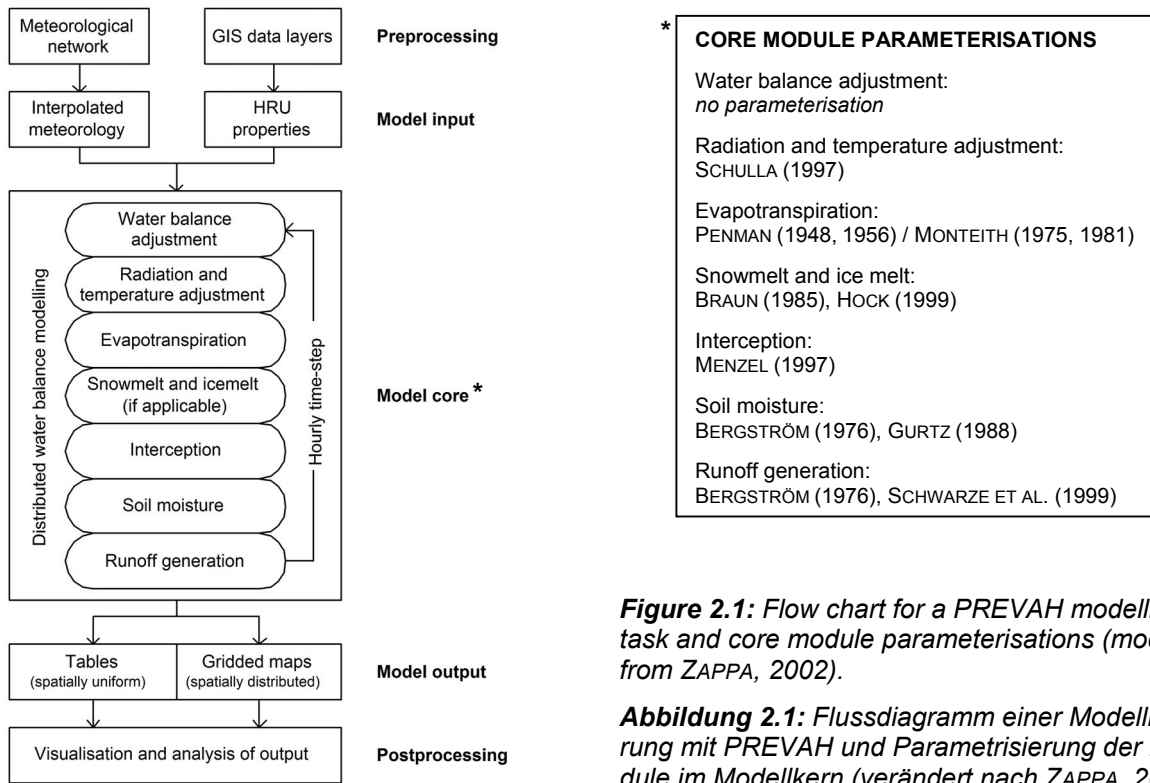 Meteorological
network
GIS data layers
Preprocessing
Interpolated
meteorology
HRU
properties
Model input
Distributed water balance modelling
Water balance
adjustment
Radiation and
temperature adjustment
Evapotranspiration
Snowmelt and icemelt
(if applicable)
Interception
Soil moisture
Runoff generation
Hourly time-step
Model core *
Tables
(spatially uniform)
Gridded maps
(spatially distributed)
Model output
Visualisation and analysis of output
Postprocessing
*
CORE MODULE PARAMETERISATIONS
Water balance adjustment:
no parameterisation
Radiation and temperature adjustment:
SCHULLA (1997)
Evapotranspiration:
PENMAN (1948, 1956) / MONTEITH (1975, 1981)
Snowmelt and ice melt:
BRAUN (1985), HOCK (1999)
Interception:
MENZEL (1997)
Soil moisture:
BERGSTRÖM (1976), GURTZ (1988)
Runoff generation:
BERGSTRÖM (1976), SCHWARZE ET AL. (1999)
Figure 2.1: Flow chart for a PREVAH
task and core module parameterisations
from ZAPPA, 2002).
Abbildung 2.1: Flussdiagramm einer
rung mit PREVAH und Parametrisierung der
dule im Modellkern (verändert nach ZAPPA,